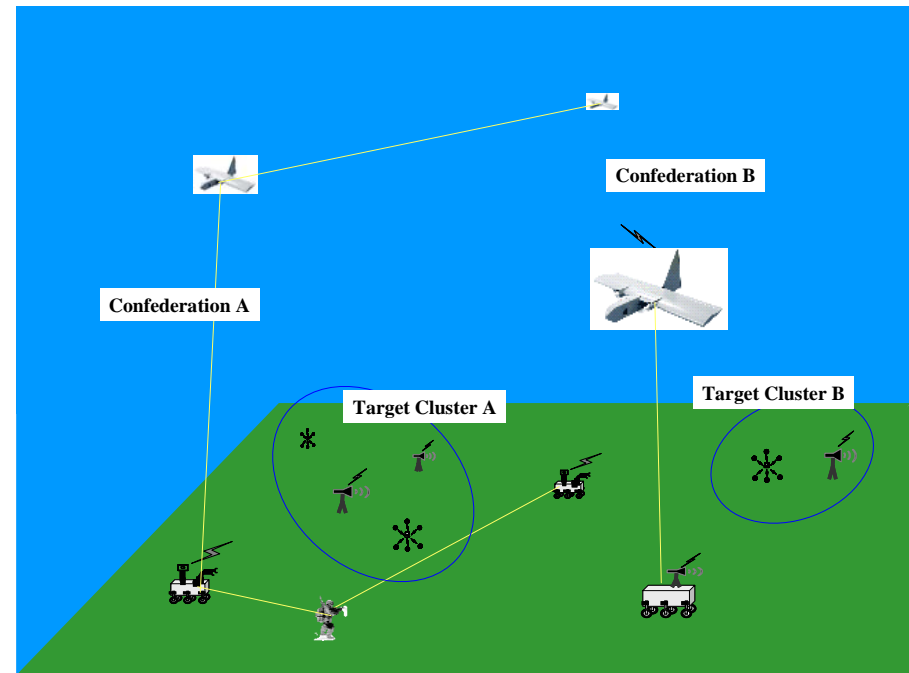 Confederation B
Confederation A
Target Cluster A
Target Cluster B